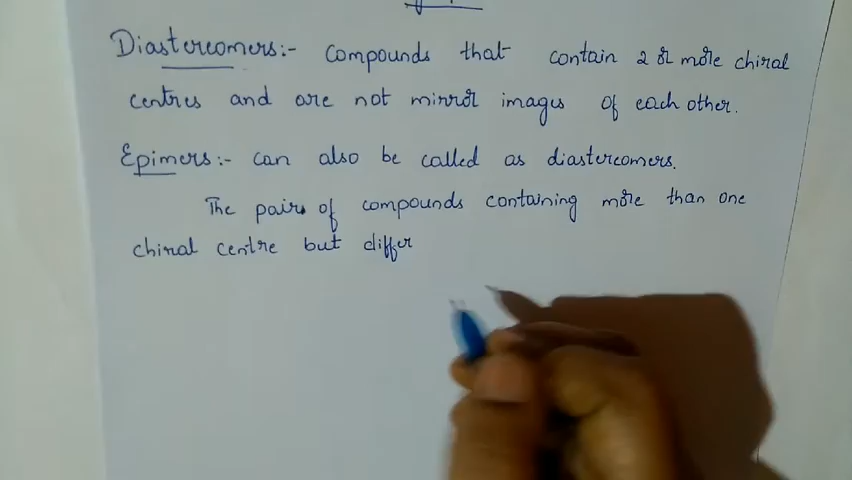 Diastereomers:- compounds that contain 2 or more chiral
centres and are not mirror images of each other.
Epimers:- can also be called as diastereomers.
The pairs of compounds containing more than one
chiral centre but differ